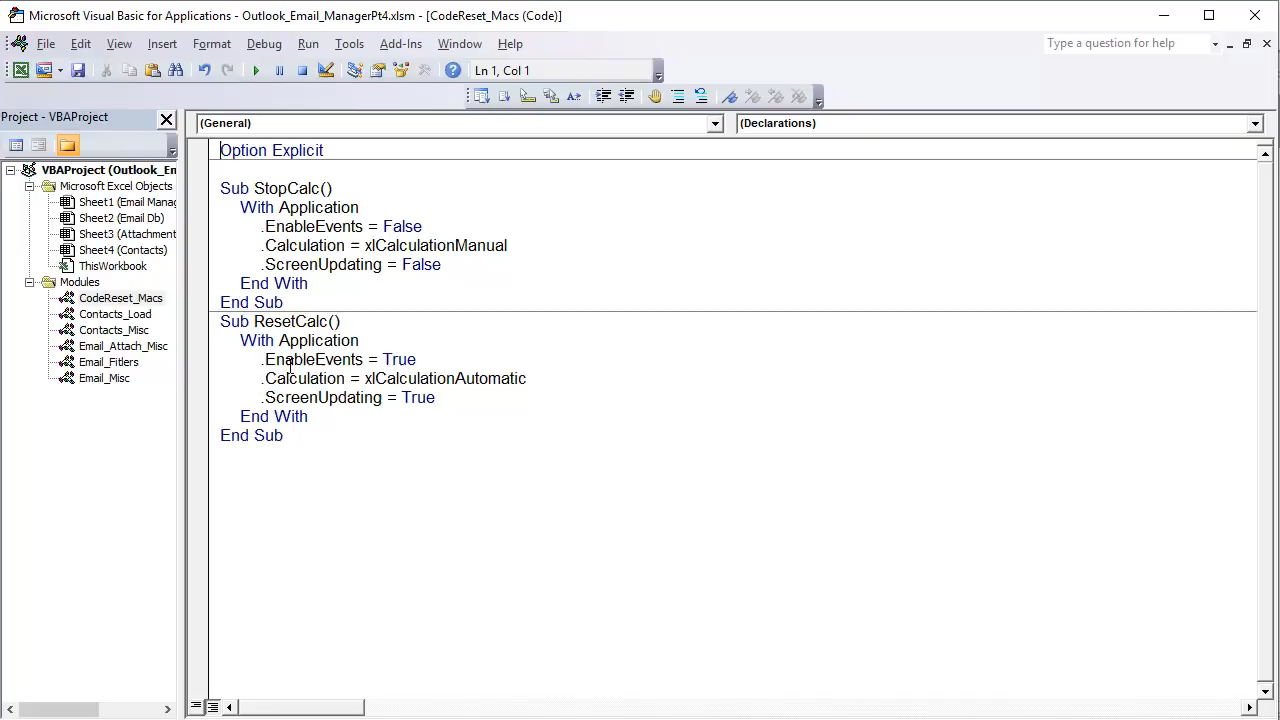 Microsoft Visual Basic for Applications - Outlook_Email_ManagerPt4.xlsm - [CodeReset_Macs (Code)]
File Edit View Insert Format Debug Run Tools Add-Ins Window Help
Type a question for help
Ln 1, Col 1
Project - VBAProject
(General)
(Declarations)
VBAProject (Outlook_En
Microsoft Excel Objects
Sheet1 (Email Manag
Sheet2 (Email Db)
Sheet3 (Attachment
Sheet4 (Contacts)
ThisWorkbook
Modules
CodeReset_Macs
Contacts_Load
Contacts_Misc
Email_Attach_Misc
Email_Fitlers
Email_Misc
Option Explicit
Sub StopCalc()
With Application
.EnableEvents = False
.Calculation = xlCalculationManual
.ScreenUpdating = False
End With
End Sub
Sub ResetCalc()
With Application
.EnableEvents = True
.Calculation = xlCalculationAutomatic
.ScreenUpdating = True
End With
End Sub